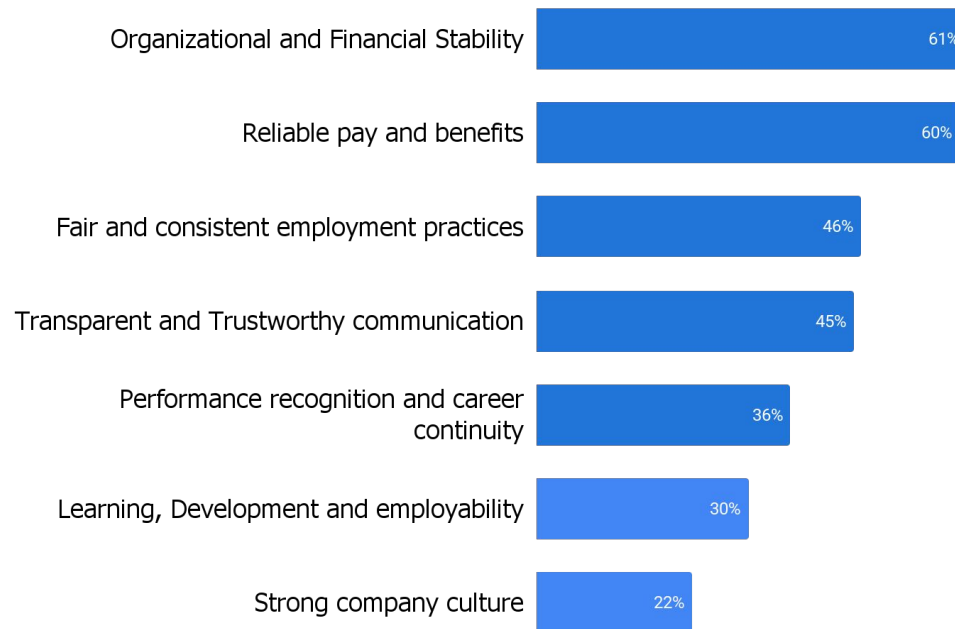 Organizational and Financial Stability
61%
Reliable pay and benefits
60%
Fair and consistent employment practices
46%
Transparent and Trustworthy communication
45%
Performance recognition and career
continuity
36%
Learning, Development and employability
30%
Strong company culture
22%